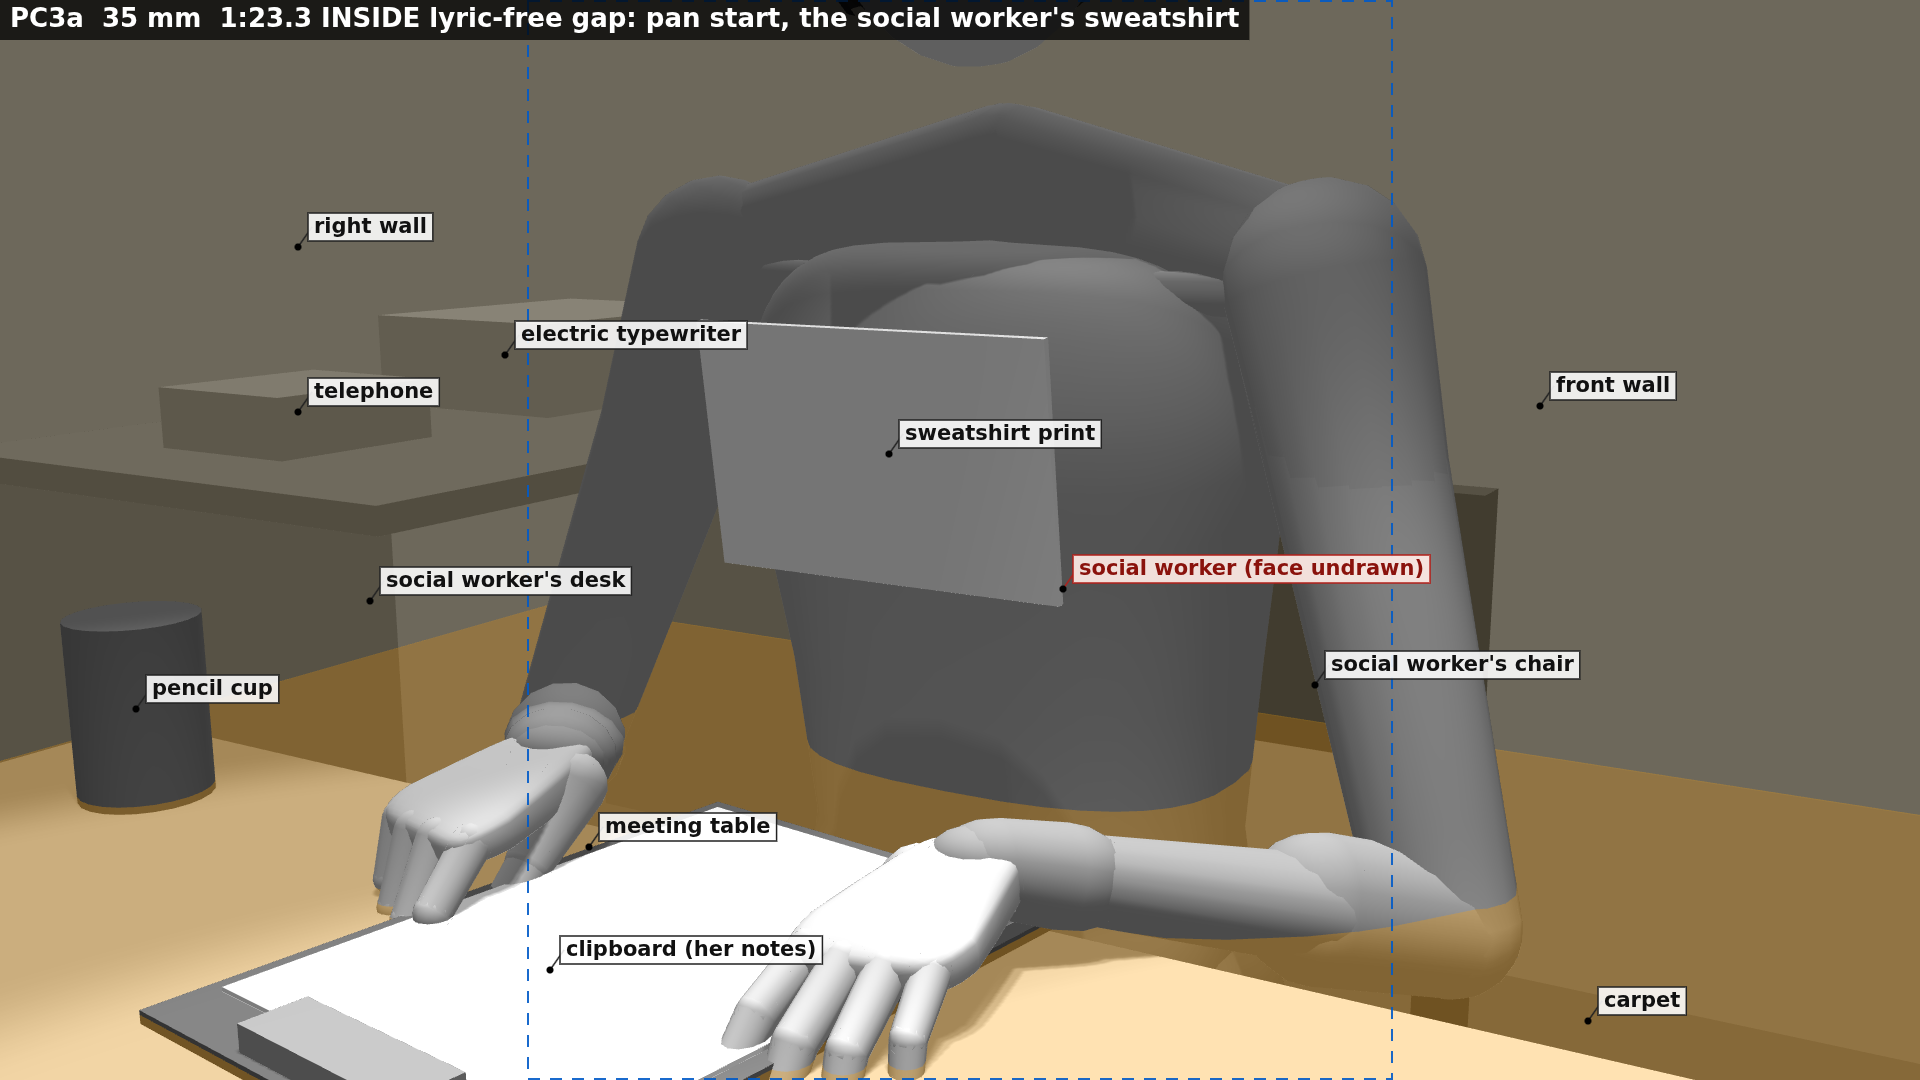 PC3a 35 mm 1:23.3 INSIDE lyric-free gap: pan start, the social worker's sweatshirt
right wall
electric typewriter
telephone
front wall
sweatshirt print
social worker (face undrawn)
social worker's desk
social worker's chair
pencil cup
meeting table
clipboard (her notes)
carpet